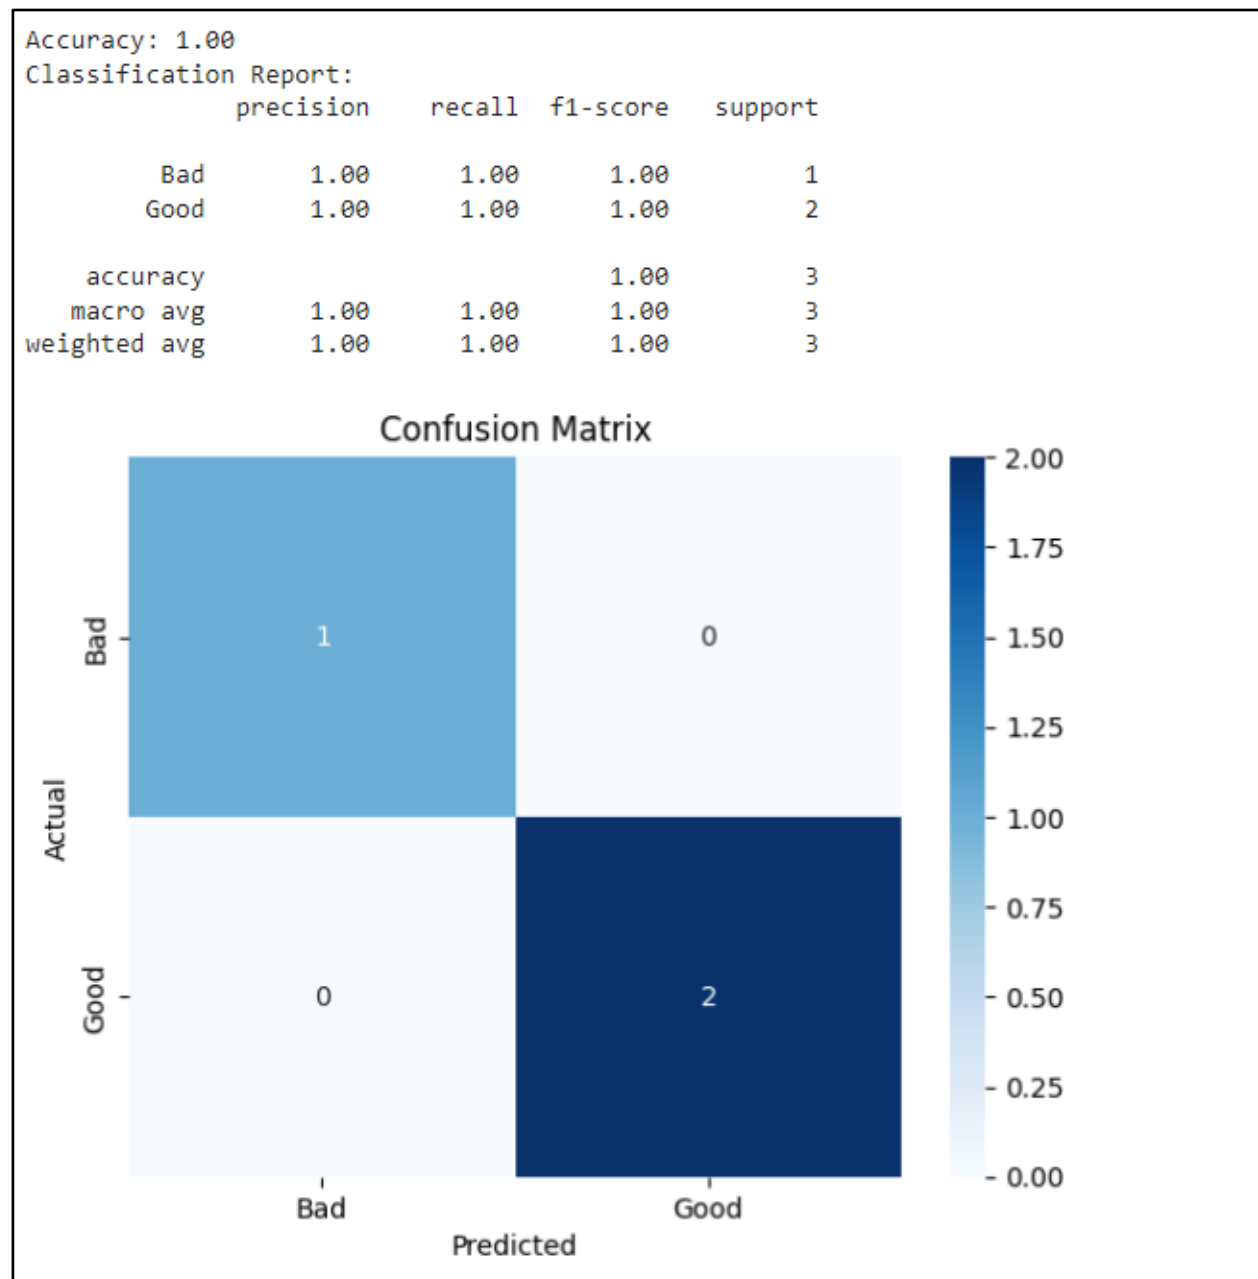 Accuracy: 1.00
Classification Report:
precision recall f1-score support
Bad 1.00 1.00 1.00 1
Good 1.00 1.00 1.00 2
accuracy 1.00 3
macro avg 1.00 1.00 1.00 3
weighted avg 1.00 1.00 1.00 3
Confusion Matrix
2.00
1.75
1.50
1.25
1.00
0.75
0.50
0.25
0.00
Actual
Bad
1 0
Good
0 2
Bad Good
Predicted